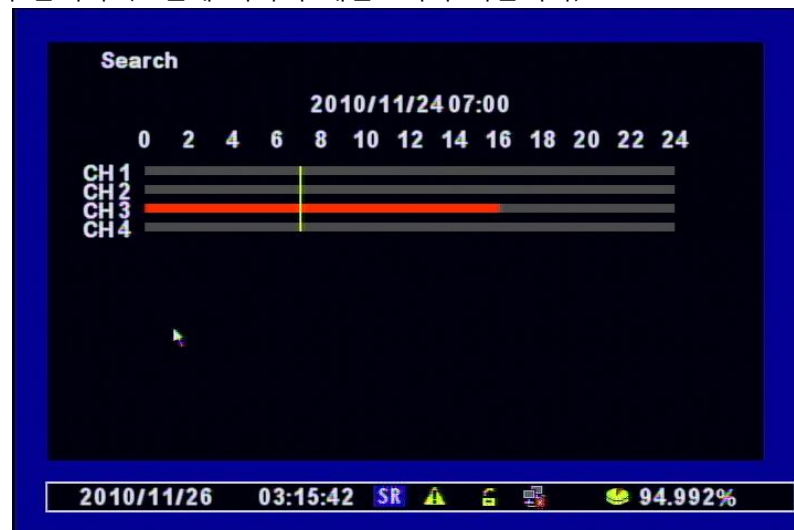 Search
2010/11/24 07:00
0 2 4 6 8 10 12 14 16 18 20 22 24
CH 1
CH 2
CH 3
CH 4
2010/11/26 03:15:42 SR 94.992%